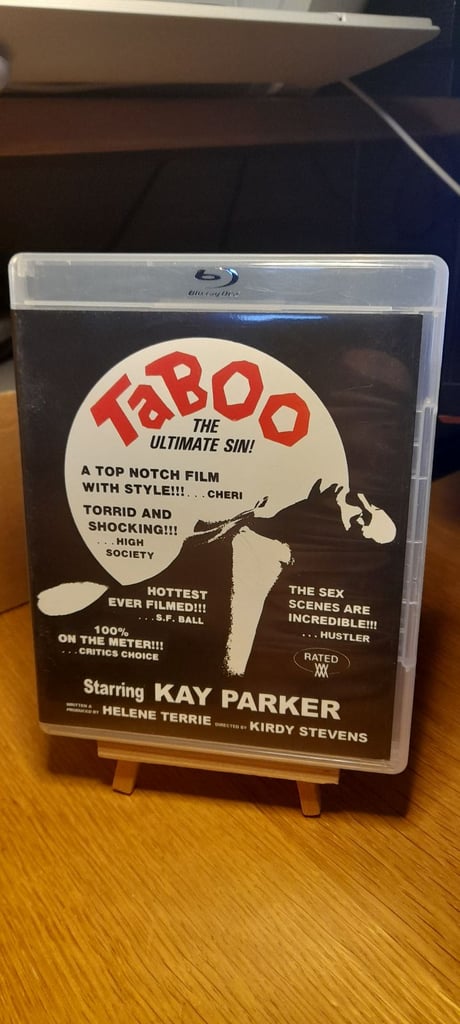 Blu-ray Disc
TaBOO
THE
ULTIMATE SIN!
A TOP NOTCH FILM
WITH STYLE!!! . . . CHERI
TORRID AND
SHOCKING!!!
. . . HIGH
SOCIETY
HOTTEST
EVER FILMED!!!
. . . S.F. BALL
100%
ON THE METER!!!
. . . CRITICS CHOICE
THE SEX
SCENES ARE
INCREDIBLE!!!
. . . HUSTLER
RATED
XXX
Starring KAY PARKER
WRITTEN & PRODUCED BY HELENE TERRIE DIRECTED BY KIRDY STEVENS